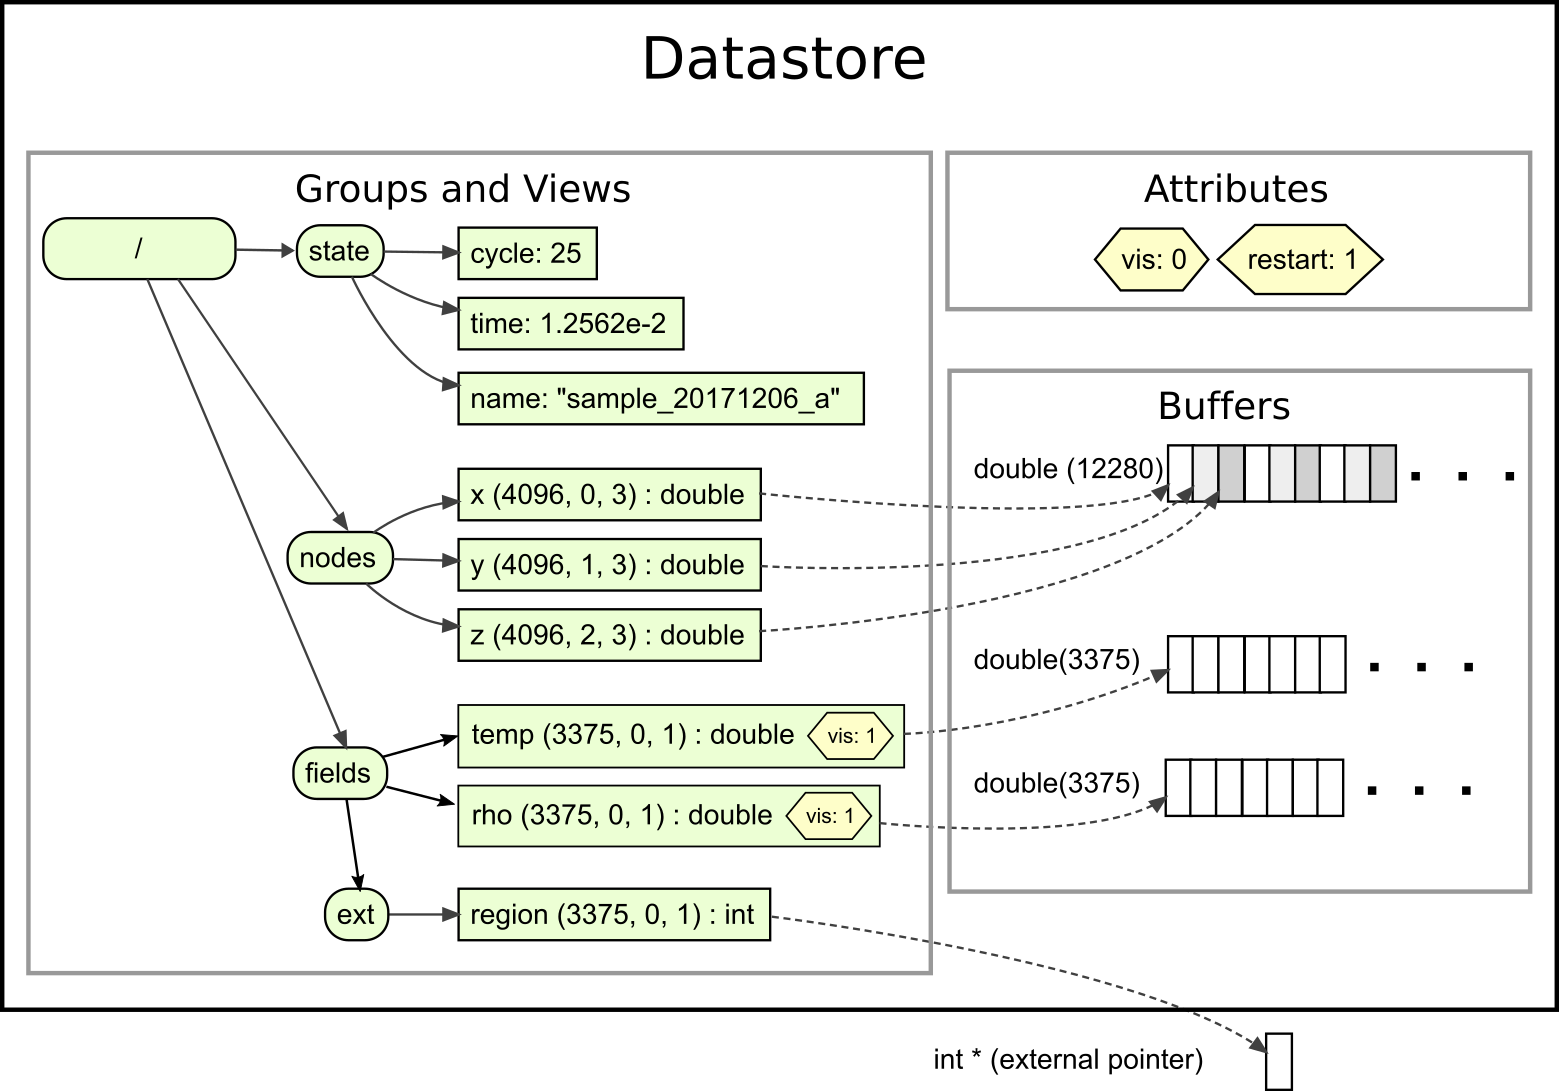 Datastore
Groups and Views
/
state
cycle: 25
time: 1.2562e-2
name: "sample_20171206_a"
nodes
x (4096, 0, 3) : double
y (4096, 1, 3) : double
z (4096, 2, 3) : double
fields
temp (3375, 0, 1) : double
vis: 1
rho (3375, 0, 1) : double
vis: 1
ext
region (3375, 0, 1) : int
Attributes
vis: 0
restart: 1
Buffers
double (12280)
double(3375)
double(3375)
int * (external pointer)